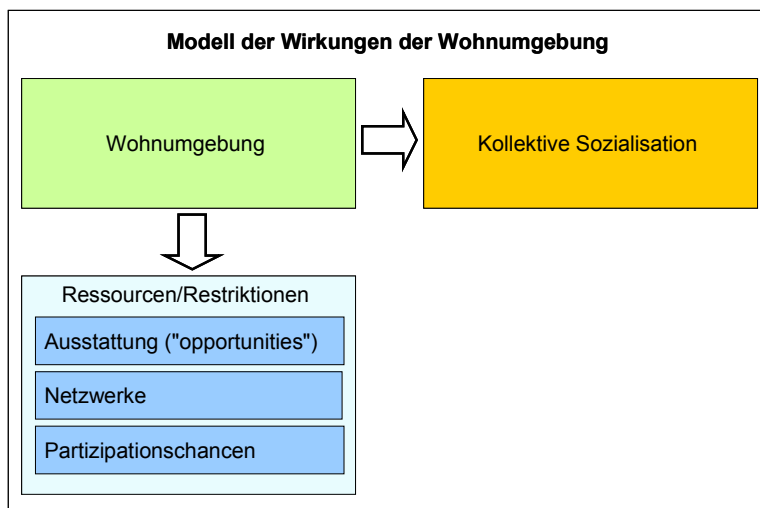 Modell der Wirkungen der Wohnumgebung
Wohnumgebung
Kollektive Sozialisation
Ressourcen/Restriktionen
Ausstattung ("opportunities")
Netzwerke
Partizipationschancen